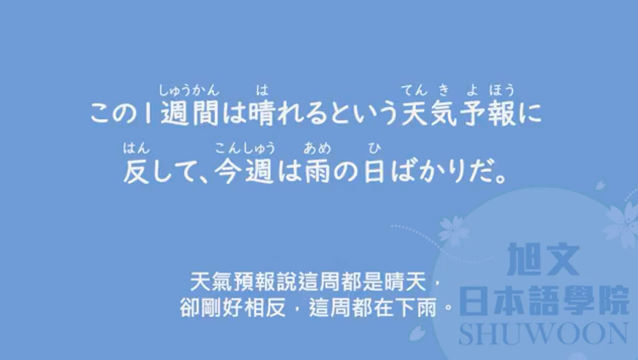 しゅうかん は てん き よ ほう
この1週間は晴れるという天気予報に
はん こんしゅう あめ ひ
反して、今週は雨の日ばかりだ。
天氣預報說這周都是晴天，
卻剛好相反，這周都在下雨。
旭文
日本語學院
SHUWOON